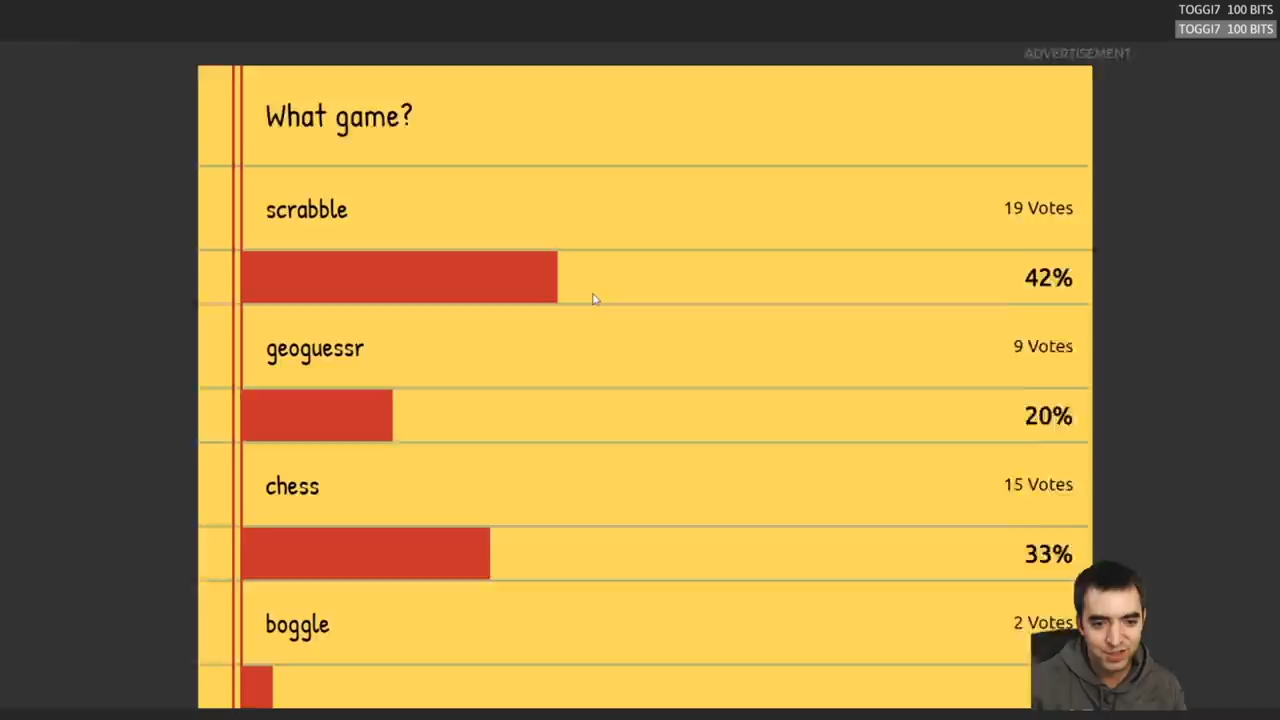 TOGGI7 100 BITS
TOGGI7 100 BITS
ADVERTISEMENT
What game?
scrabble
19 Votes
42%
geoguessr
9 Votes
20%
chess
15 Votes
33%
boggle
2 Votes